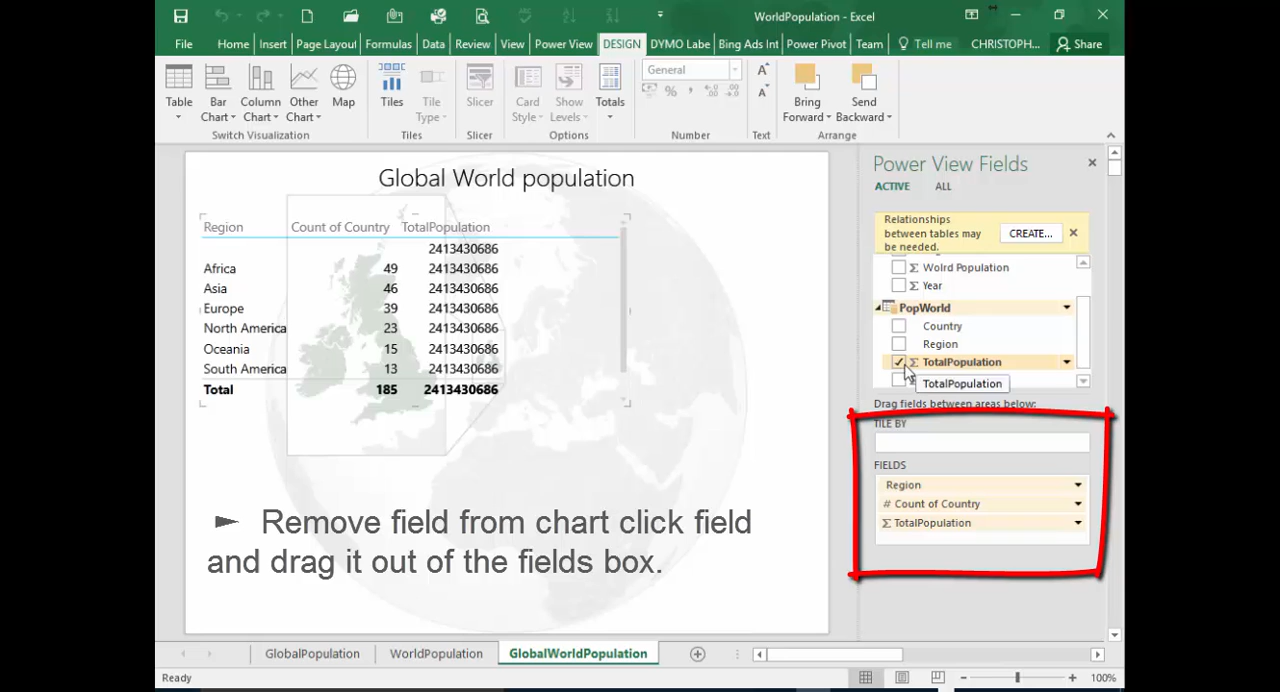 WorldPopulation - Excel
File Home Insert Page Layout Formulas Data Review View Power View DESIGN DYMO Labe Bing Ads Int Power Pivot Team Tell me CHRISTOPH... Share
Table Bar Chart Column Chart Other Chart Map Tiles Tile Type Slicer Card Style Show Levels Totals General Bring Forward Send Backward
Switch Visualization Tiles Slicer Options Number Text Arrange
Global World population
Region Count of Country TotalPopulation
2413430686
Africa 49 2413430686
Asia 46 2413430686
Europe 39 2413430686
North America 23 2413430686
Oceania 15 2413430686
South America 13 2413430686
Total 185 2413430686
► Remove field from chart click field
and drag it out of the fields box.
Power View Fields
ACTIVE ALL
Relationships
between tables may
be needed.
CREATE...
Σ Wolrd Population
Σ Year
PopWorld
Country
Region
Σ TotalPopulation
TotalPopulation
Drag fields between areas below:
TILE BY
FIELDS
Region
# Count of Country
Σ TotalPopulation
GlobalPopulation WorldPopulation GlobalWorldPopulation
Ready 100%